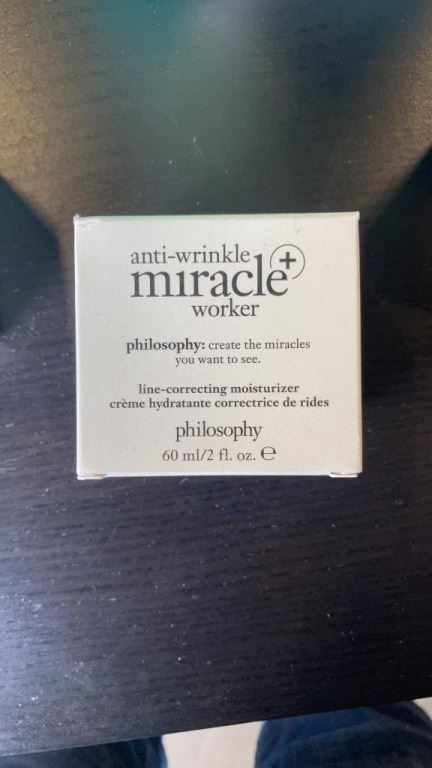 anti-wrinkle
miracle+
worker
philosophy: create the miracles
you want to see.
line-correcting moisturizer
crème hydratante correctrice de rides
philosophy
60 ml/2 fl. oz. ℮